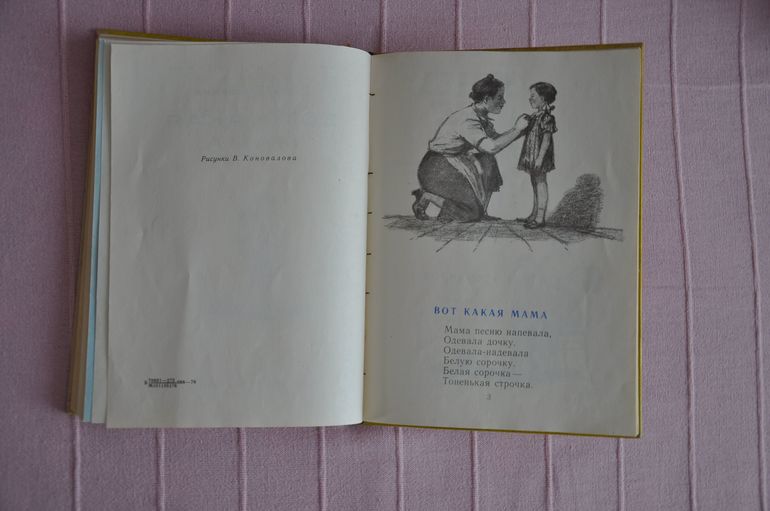 Рисунки В. Коновалова
ВОТ КАКАЯ МАМА
Мама песню напевала,
Одевала дочку.
Одевала-надевала
Белую сорочку.
Белая сорочка —
Тоненькая строчка.
3